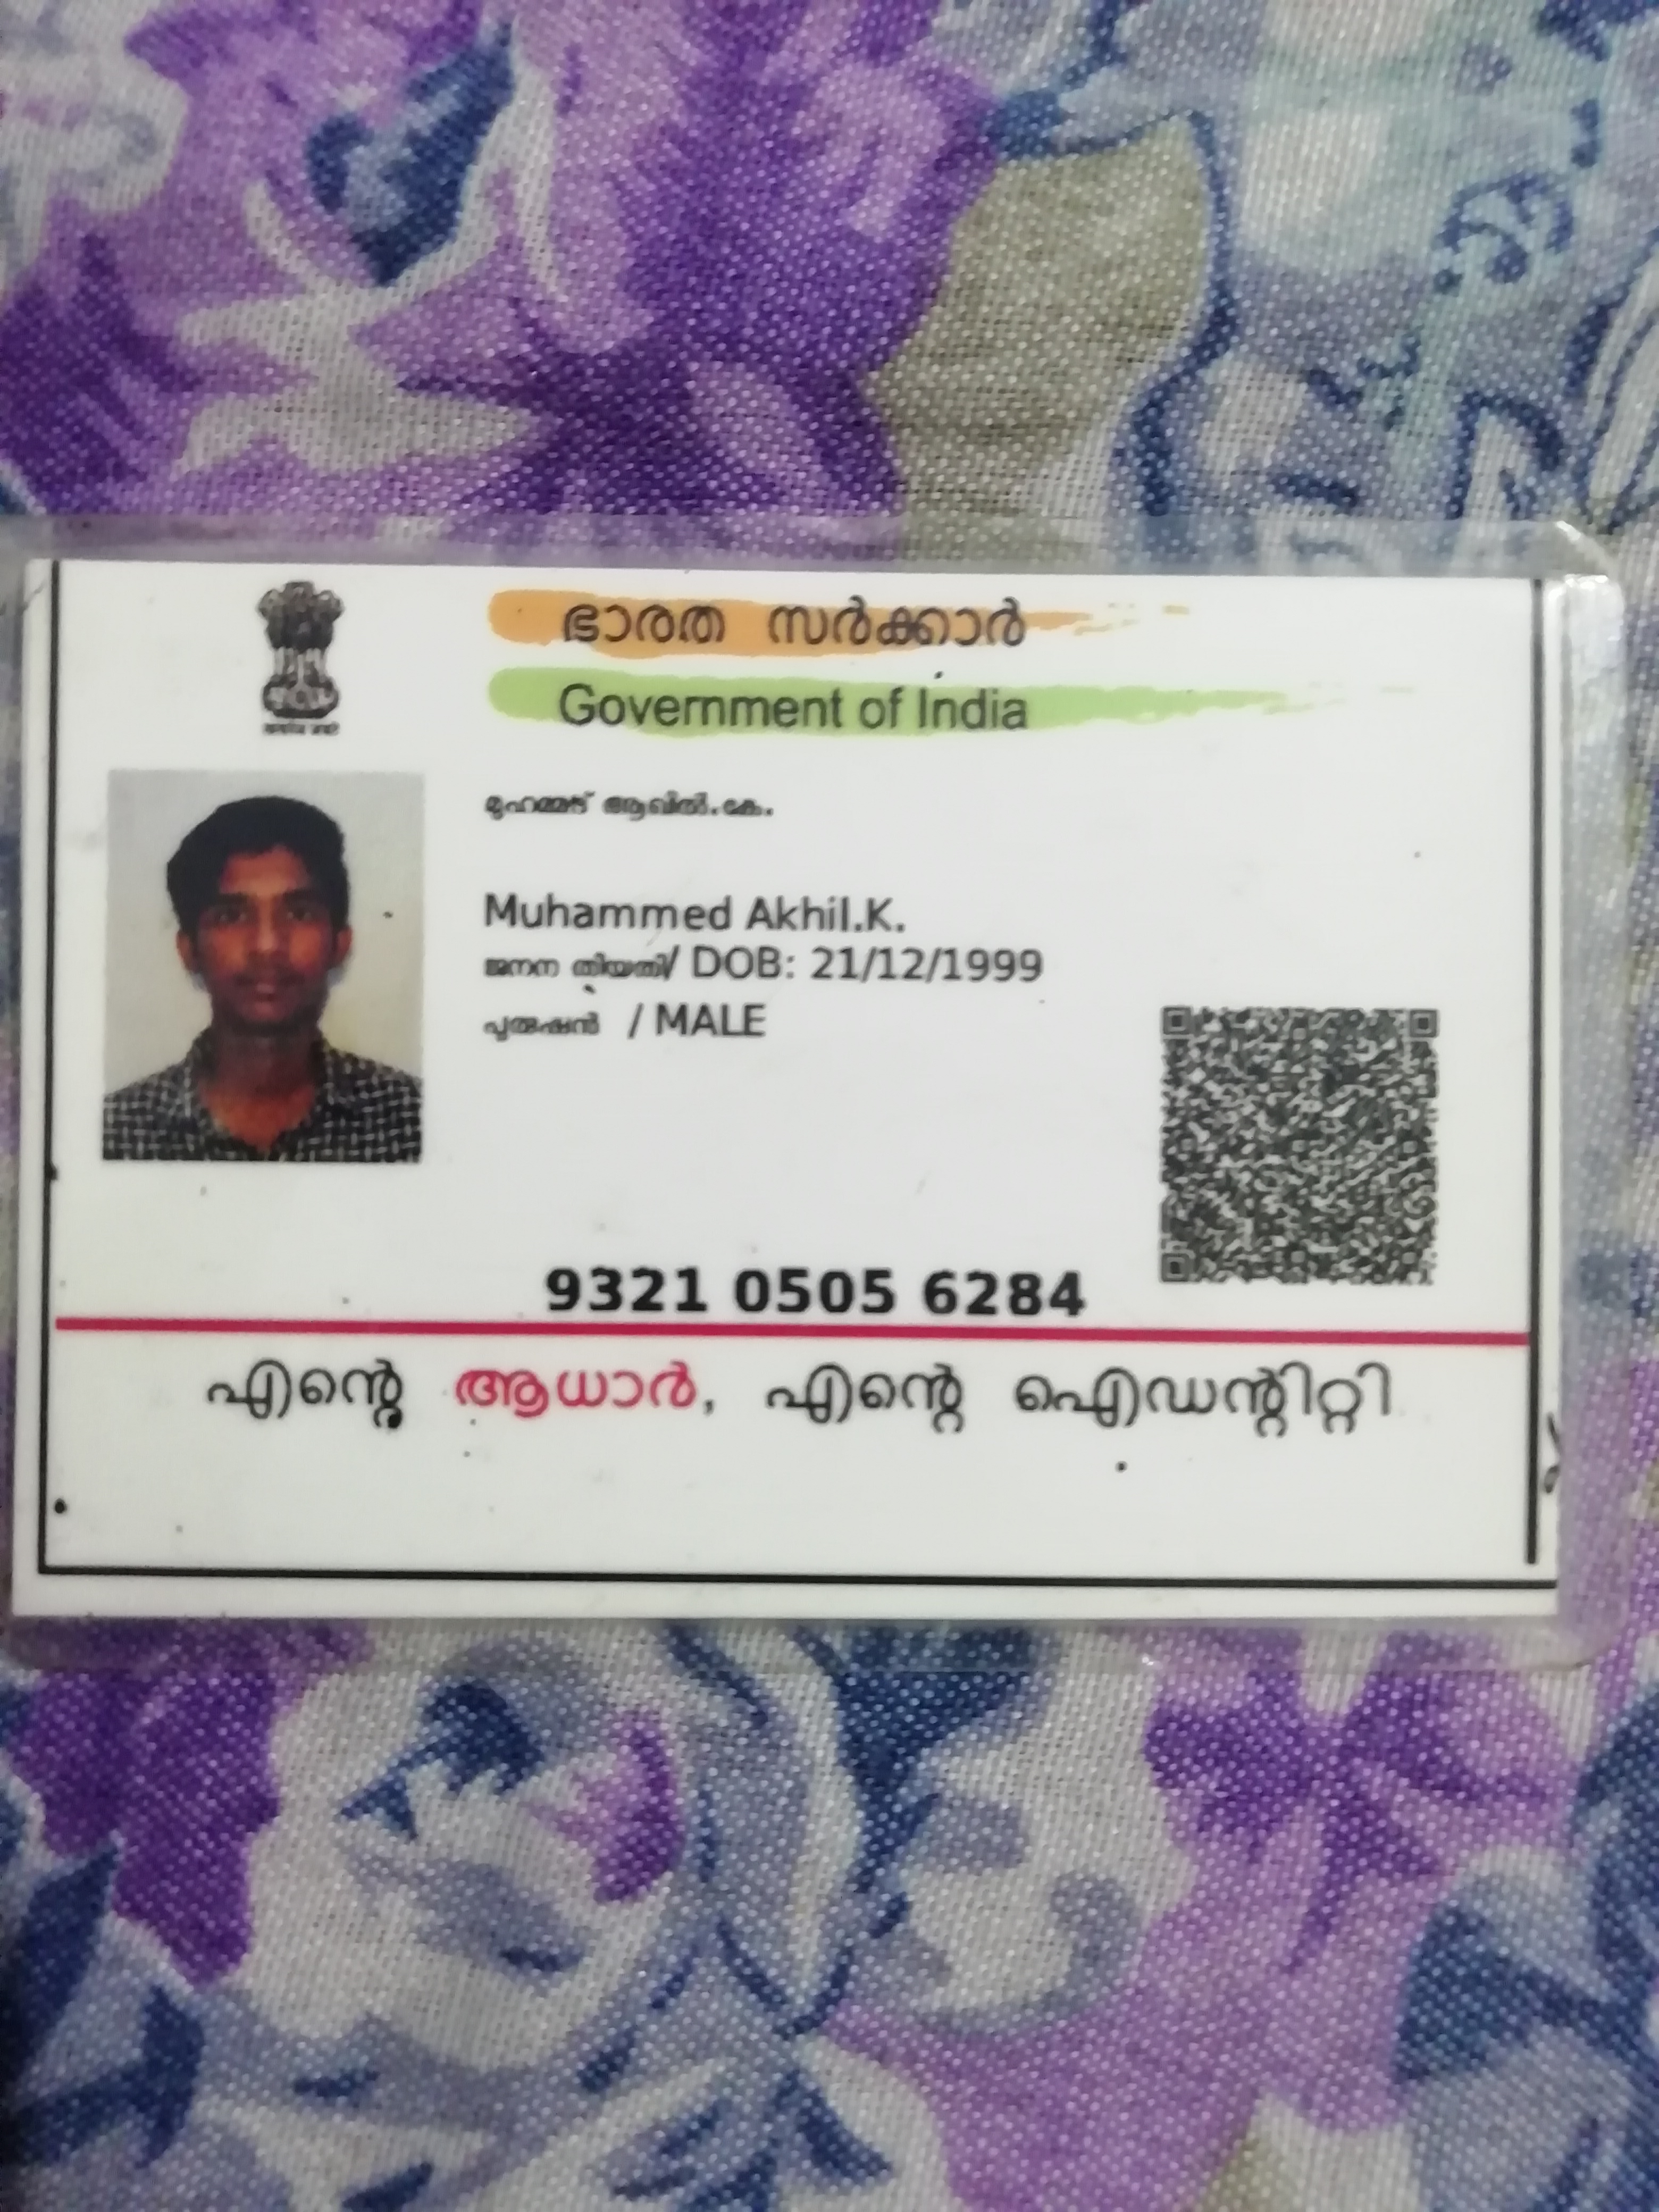 ഭാരത സർക്കാർ
Government of India
മുഹമ്മദ് ആഖിൽ.കേ.
Muhammed Akhil.K.
ജനന തിയതി/ DOB: 21/12/1999
പുരുഷൻ / MALE
9321 0505 6284
എന്റെ ആധാർ, എന്റെ ഐഡന്റിറ്റി